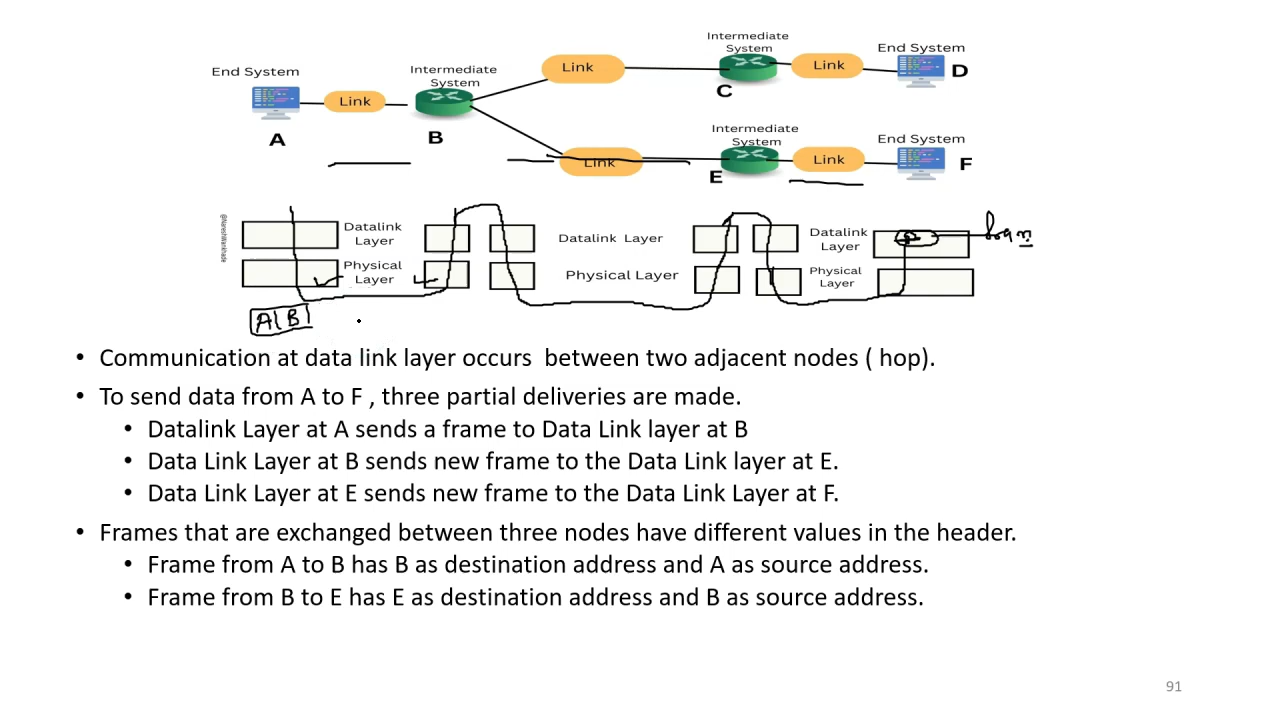 Intermediate
System
End System
Link
Link
D
C
End System
Intermediate
System
Link
Link
A
B
Intermediate
System
End System
Link
Link
E
F
@NareshWankhade
Datalink
Layer
Datalink Layer
Datalink
Layer
Physical
Layer
Physical Layer
Physical
Layer
A|B|
• Communication at data link layer occurs between two adjacent nodes ( hop).
• To send data from A to F , three partial deliveries are made.
• Datalink Layer at A sends a frame to Data Link layer at B
• Data Link Layer at B sends new frame to the Data Link layer at E.
• Data Link Layer at E sends new frame to the Data Link Layer at F.
• Frames that are exchanged between three nodes have different values in the header.
• Frame from A to B has B as destination address and A as source address.
• Frame from B to E has E as destination address and B as source address.
91